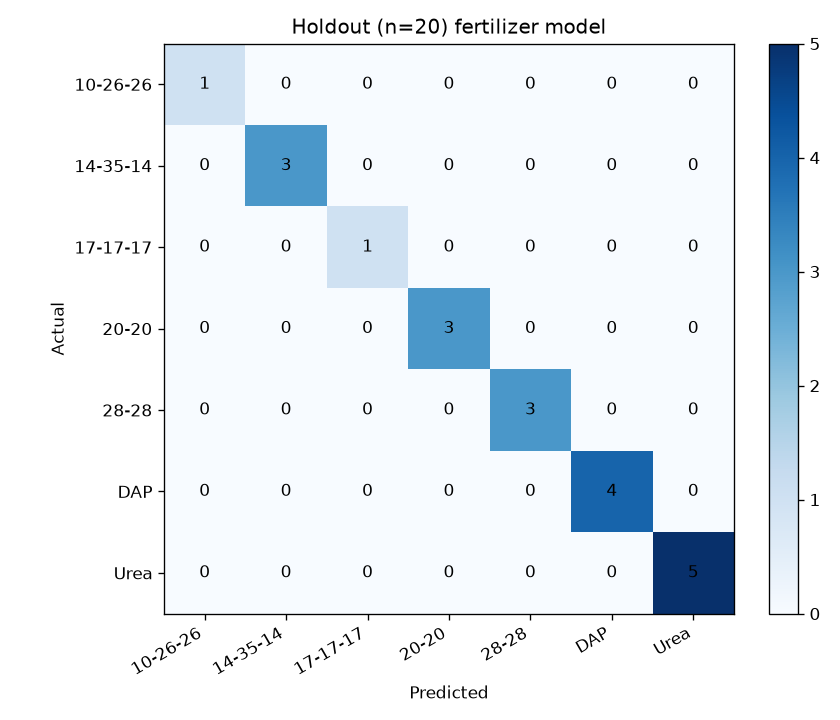 Holdout (n=20) fertilizer model
10-26-26 1 0 0 0 0 0 0
14-35-14 0 3 0 0 0 0 0
17-17-17 0 0 1 0 0 0 0
20-20 0 0 0 3 0 0 0
28-28 0 0 0 0 3 0 0
DAP 0 0 0 0 0 4 0
Urea 0 0 0 0 0 0 5
Actual
10-26-26 14-35-14 17-17-17 20-20 28-28 DAP Urea
Predicted
5
4
3
2
1
0